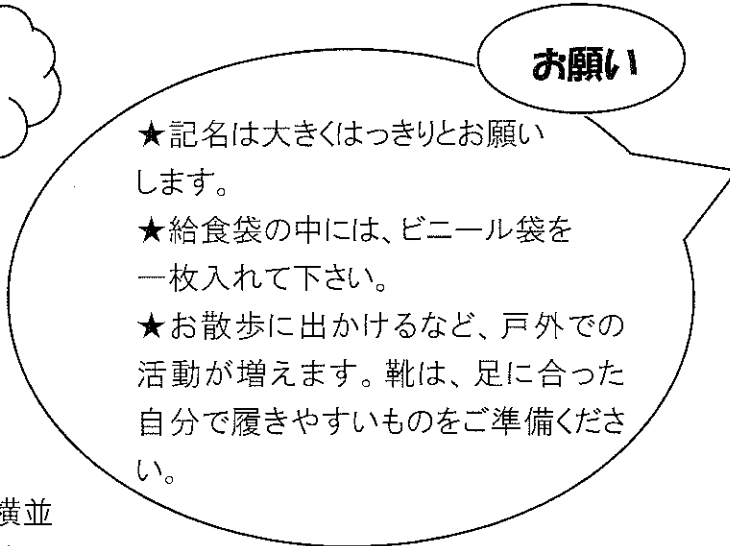 お願い
★記名は大きくはっきりとお願い
します。
★給食袋の中には、ビニール袋を
一枚入れて下さい。
★お散歩に出かけるなど、戸外での
活動が増えます。靴は、足に合った
自分で履きやすいものをご準備くださ
い。
横並